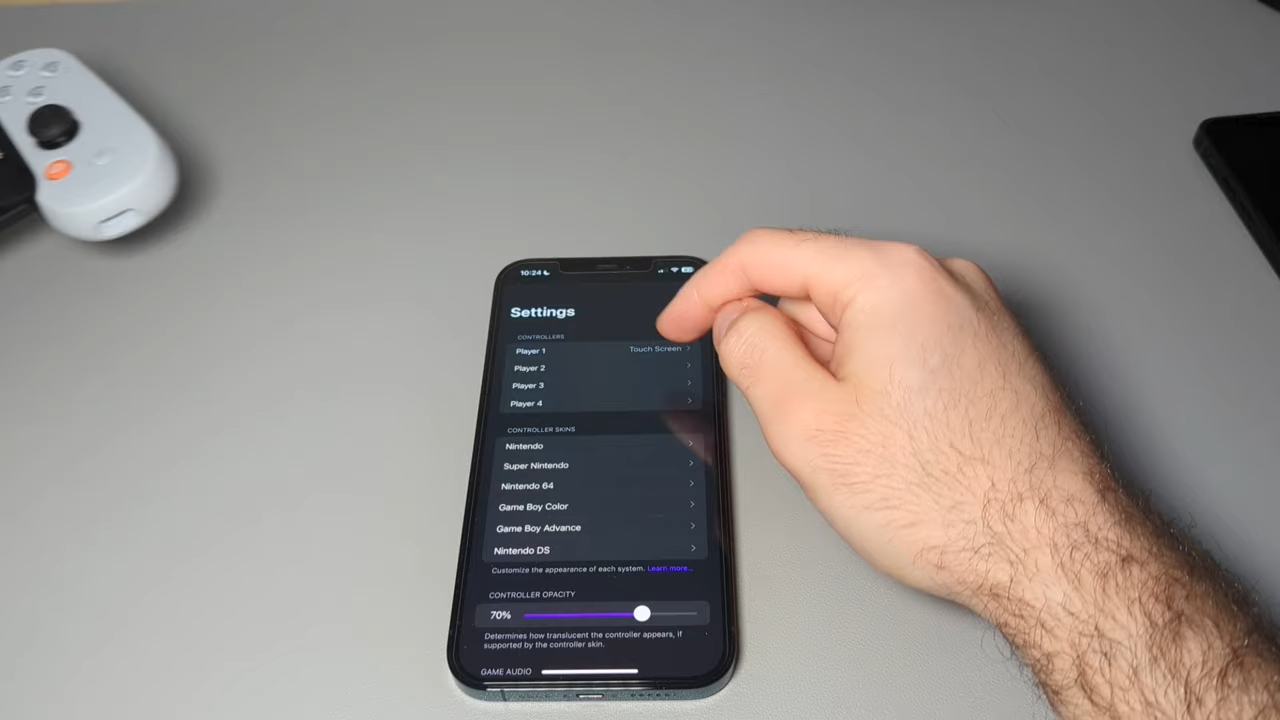 10:24
Settings
CONTROLLERS
Player 1 Touch Screen
Player 2
Player 3
Player 4
CONTROLLER SKINS
Nintendo
Super Nintendo
Nintendo 64
Game Boy Color
Game Boy Advance
Nintendo DS
Customize the appearance of each system. Learn more...
CONTROLLER OPACITY
70%
Determines how translucent the controller appears, if
supported by the controller skin.
GAME AUDIO